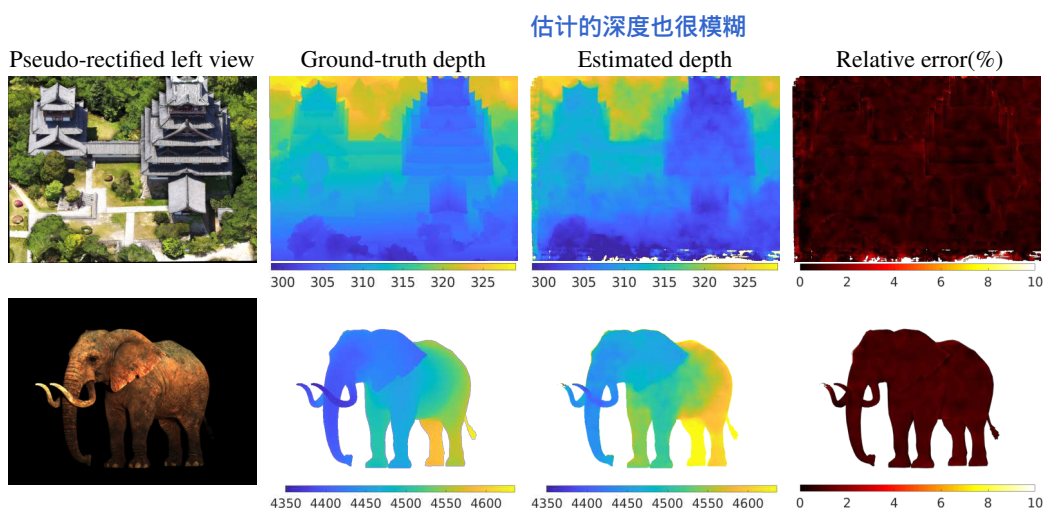 估计的深度也很模糊
Pseudo-rectified left view Ground-truth depth Estimated depth Relative error(%)
300 305 310 315 320 325 300 305 310 315 320 325 0 2 4 6 8 10
4350 4400 4450 4500 4550 4600 4350 4400 4450 4500 4550 4600 0 2 4 6 8 10